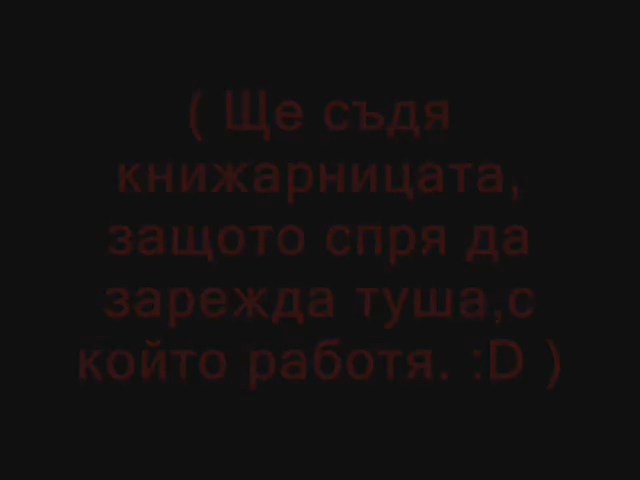 ( Ще съдя
книжарницата,
защото спря да
зарежда туша,с
който работя. :D )